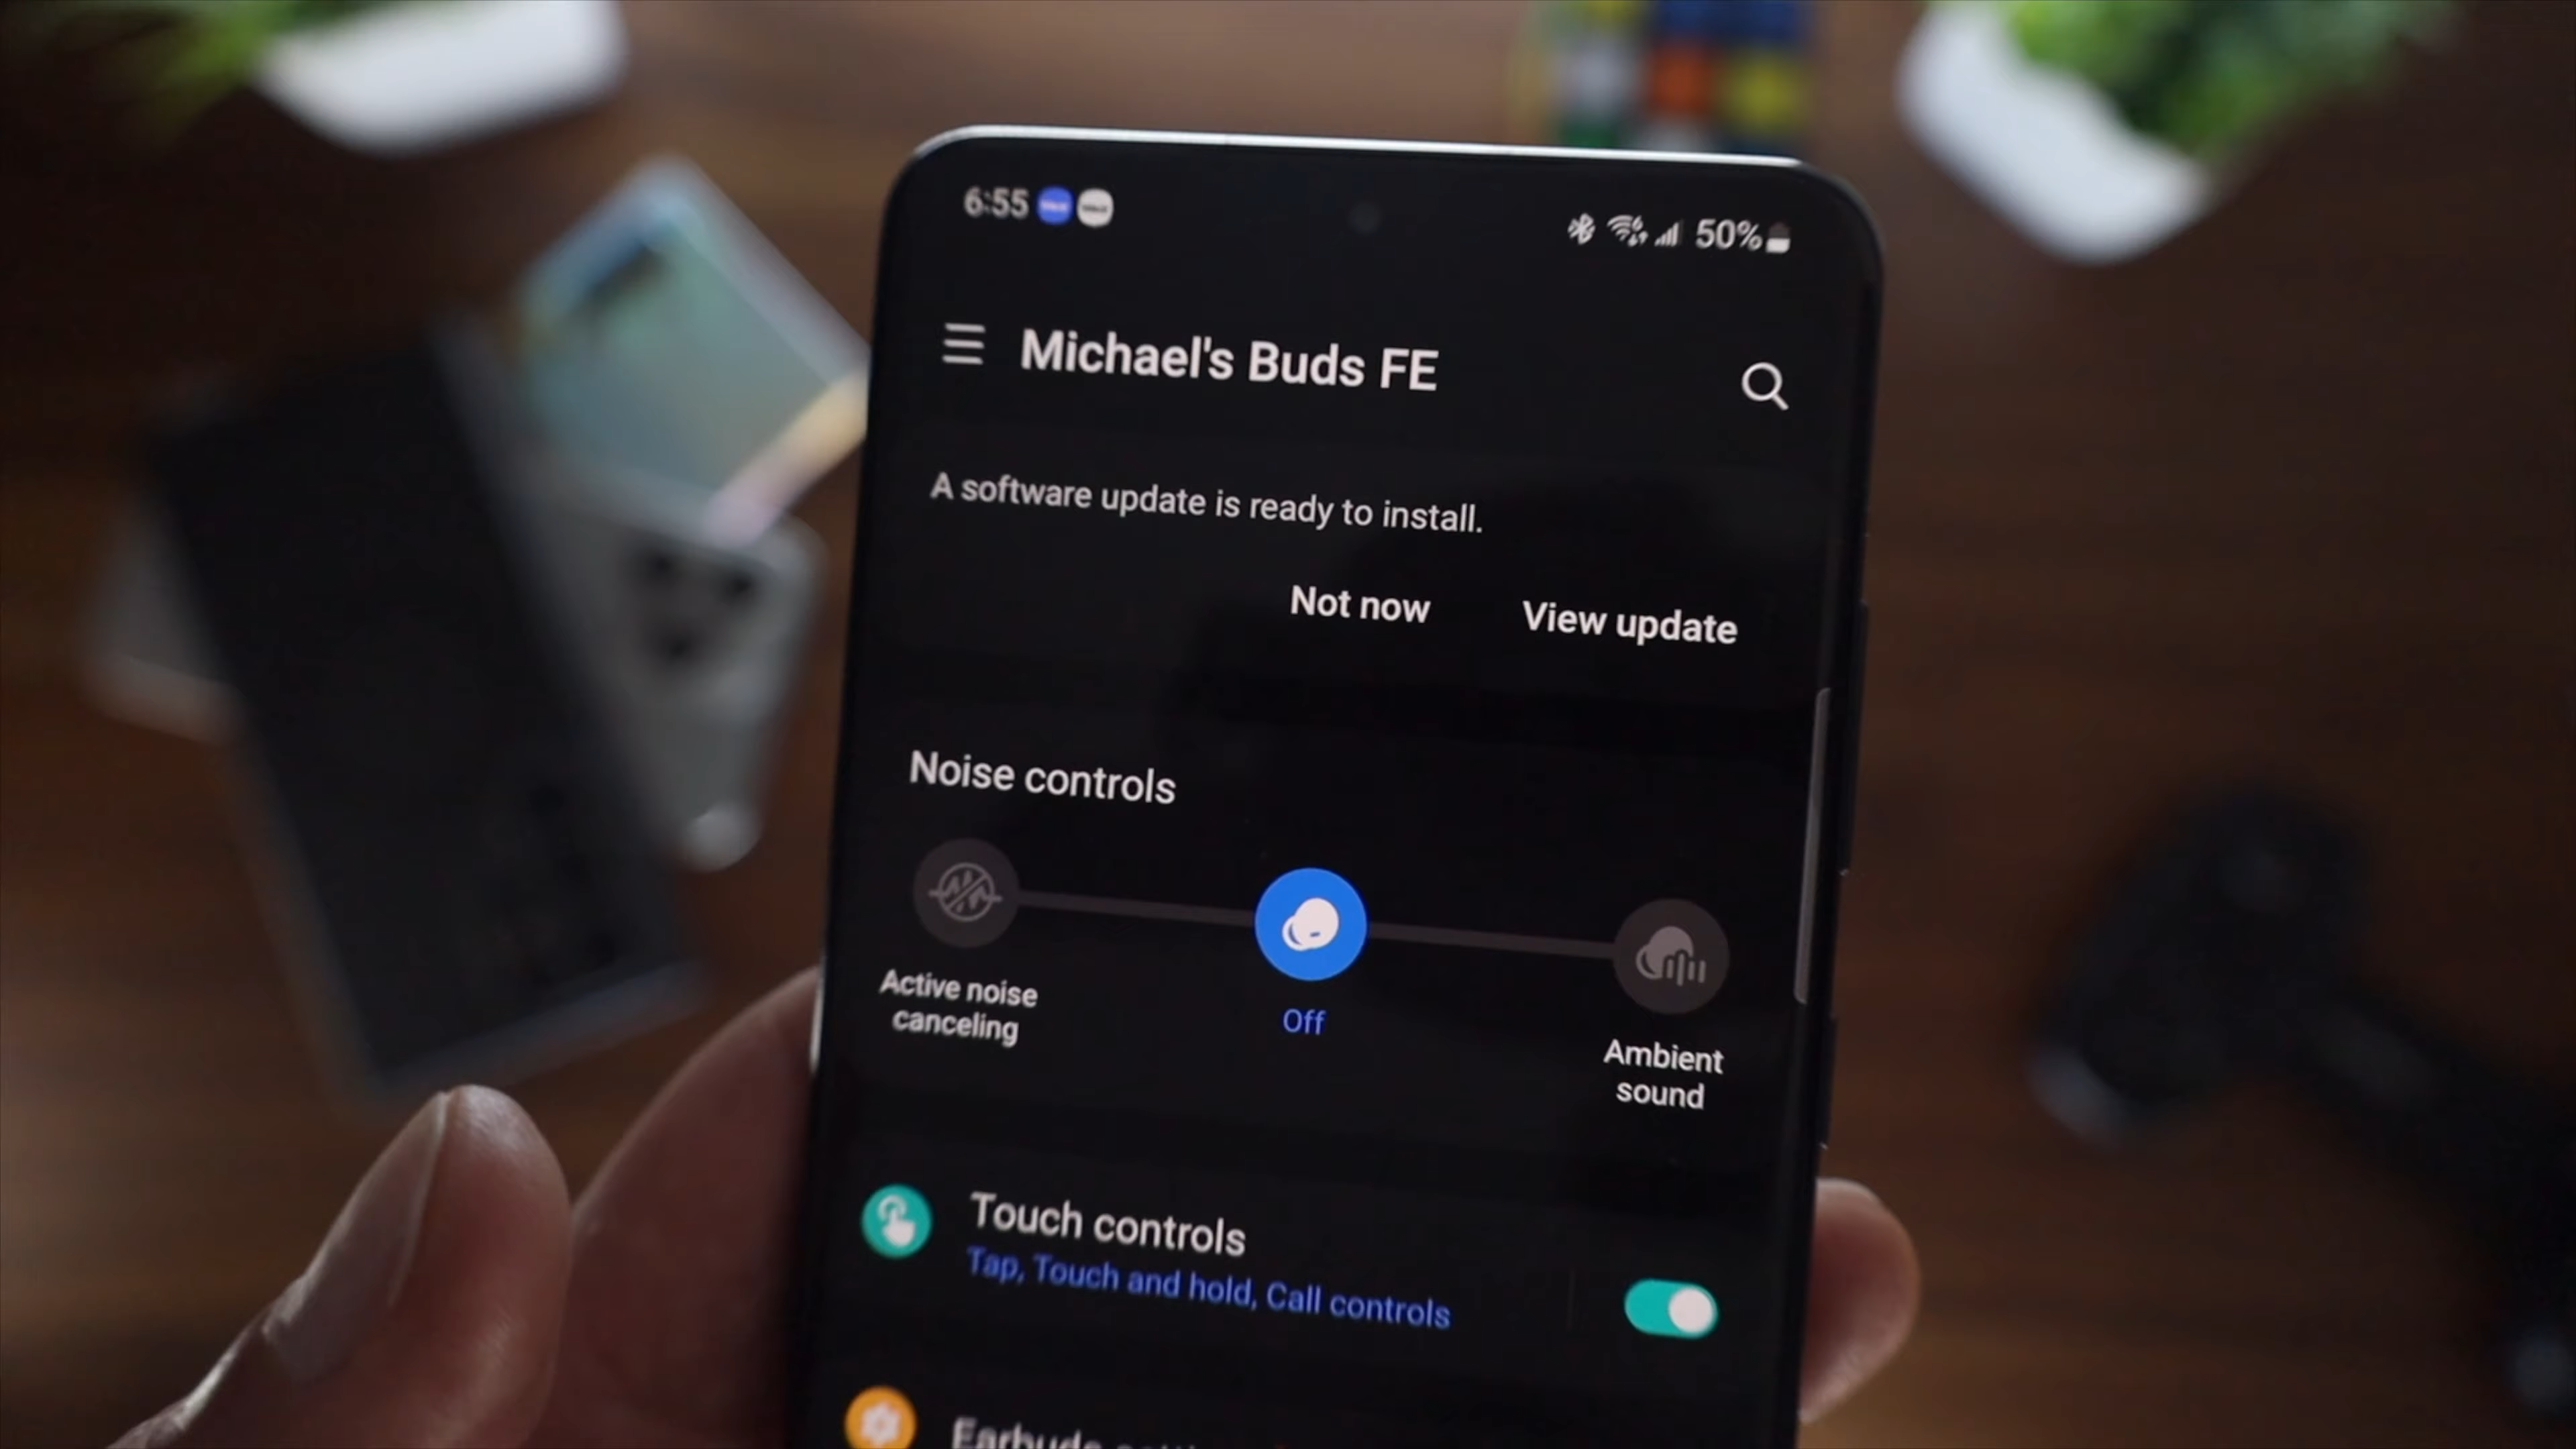 6:55
50%
Michael's Buds FE
A software update is ready to install.
Not now
View update
Noise controls
Active noise
canceling
Off
Ambient
sound
Touch controls
Tap, Touch and hold, Call controls
Earbuds